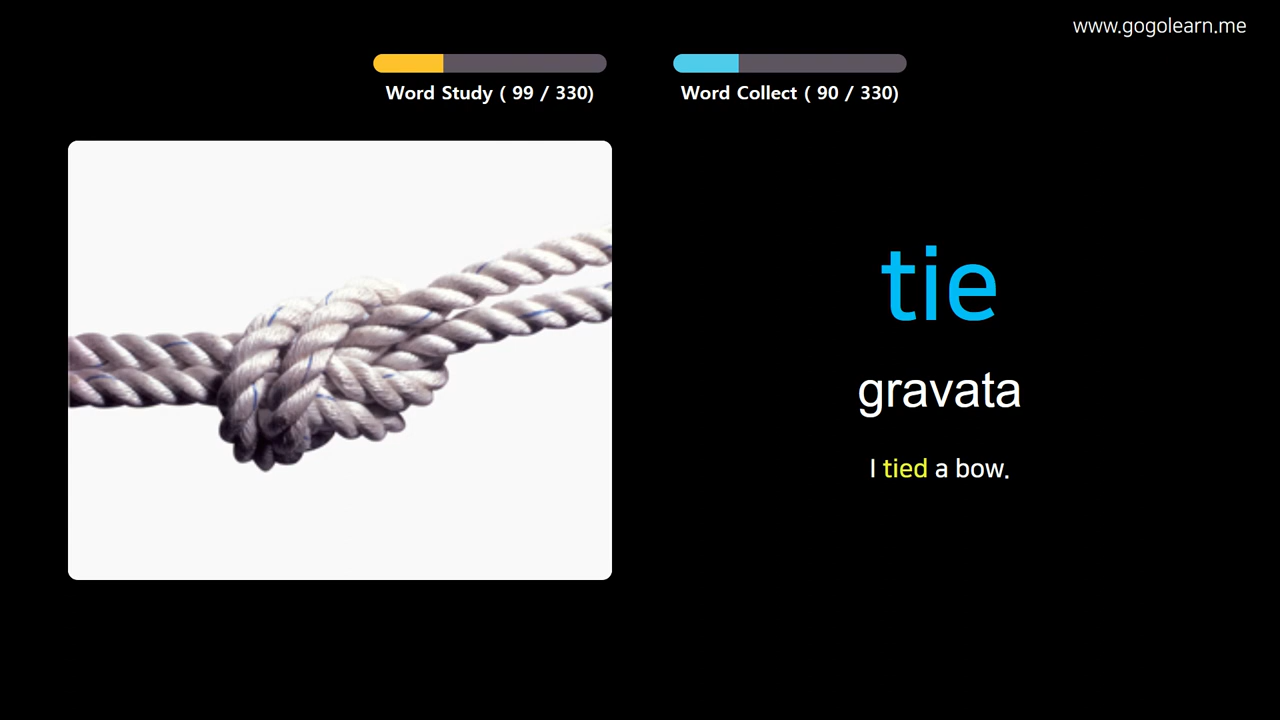 www.gogolearn.me
Word Study ( 99 / 330)
Word Collect ( 90 / 330)
tie
gravata
I tied a bow.